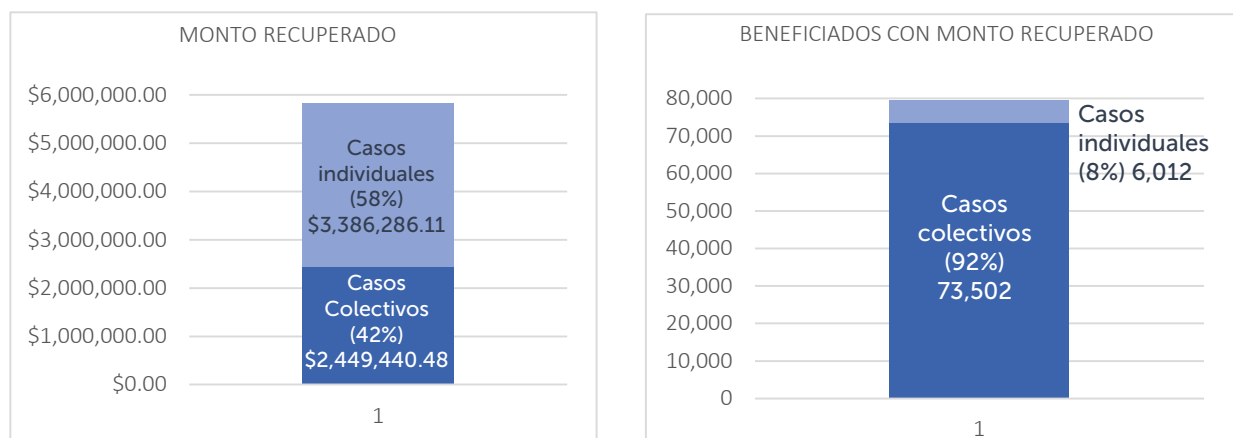 MONTO RECUPERADO
$6,000,000.00
$5,000,000.00
$4,000,000.00
$3,000,000.00
$2,000,000.00
$1,000,000.00
$0.00
Casos
individuales
(58%)
$3,386,286.11
Casos
Colectivos
(42%)
$2,449,440.48
1
BENEFICIADOS CON MONTO RECUPERADO
80,000
70,000
60,000
50,000
40,000
30,000
20,000
10,000
0
Casos
individuales
(8%) 6,012
Casos
colectivos
(92%)
73,502
1